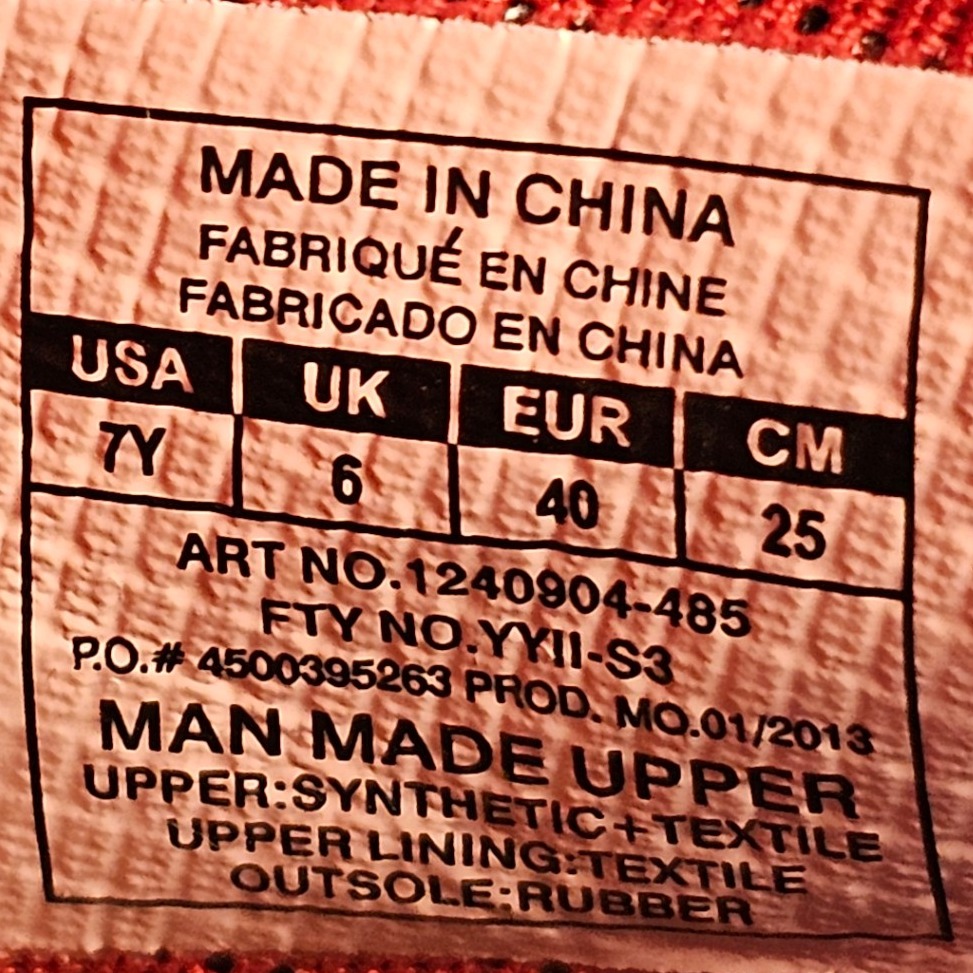 MADE IN CHINA
FABRIQUÉ EN CHINE
FABRICADO EN CHINA
USA UK EUR CM
7Y 6 40 25
ART NO.1240904-485
FTY NO.YYII-S3
P.O.# 4500395263 PROD. MO.01/2013
MAN MADE UPPER
UPPER:SYNTHETIC+TEXTILE
UPPER LINING:TEXTILE
OUTSOLE:RUBBER